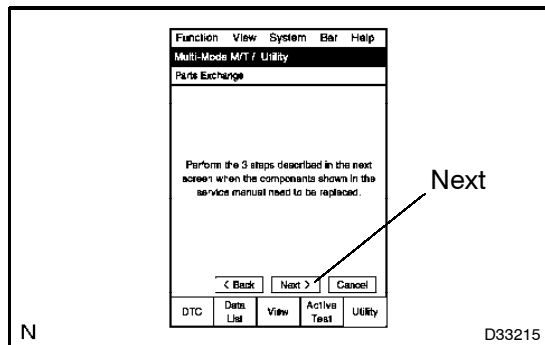 Function View System Bar Help
Multi-Mode M/T / Utility
Parts Exchange
Perform the 3 steps described in the next
screen when the components shown in the
service manual need to be replaced.
Next
< Back Next > Cancel
DTC Data List View Active Test Utility
N
D33215